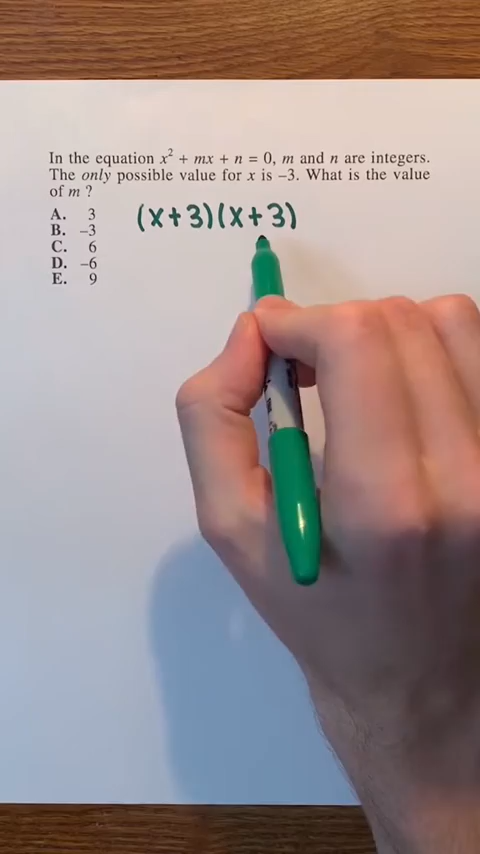 In the equation x² + mx + n = 0, m and n are integers.
The only possible value for x is –3. What is the value
of m ?
A. 3 (x+3)(x+3)
B. –3
C. 6
D. –6
E. 9